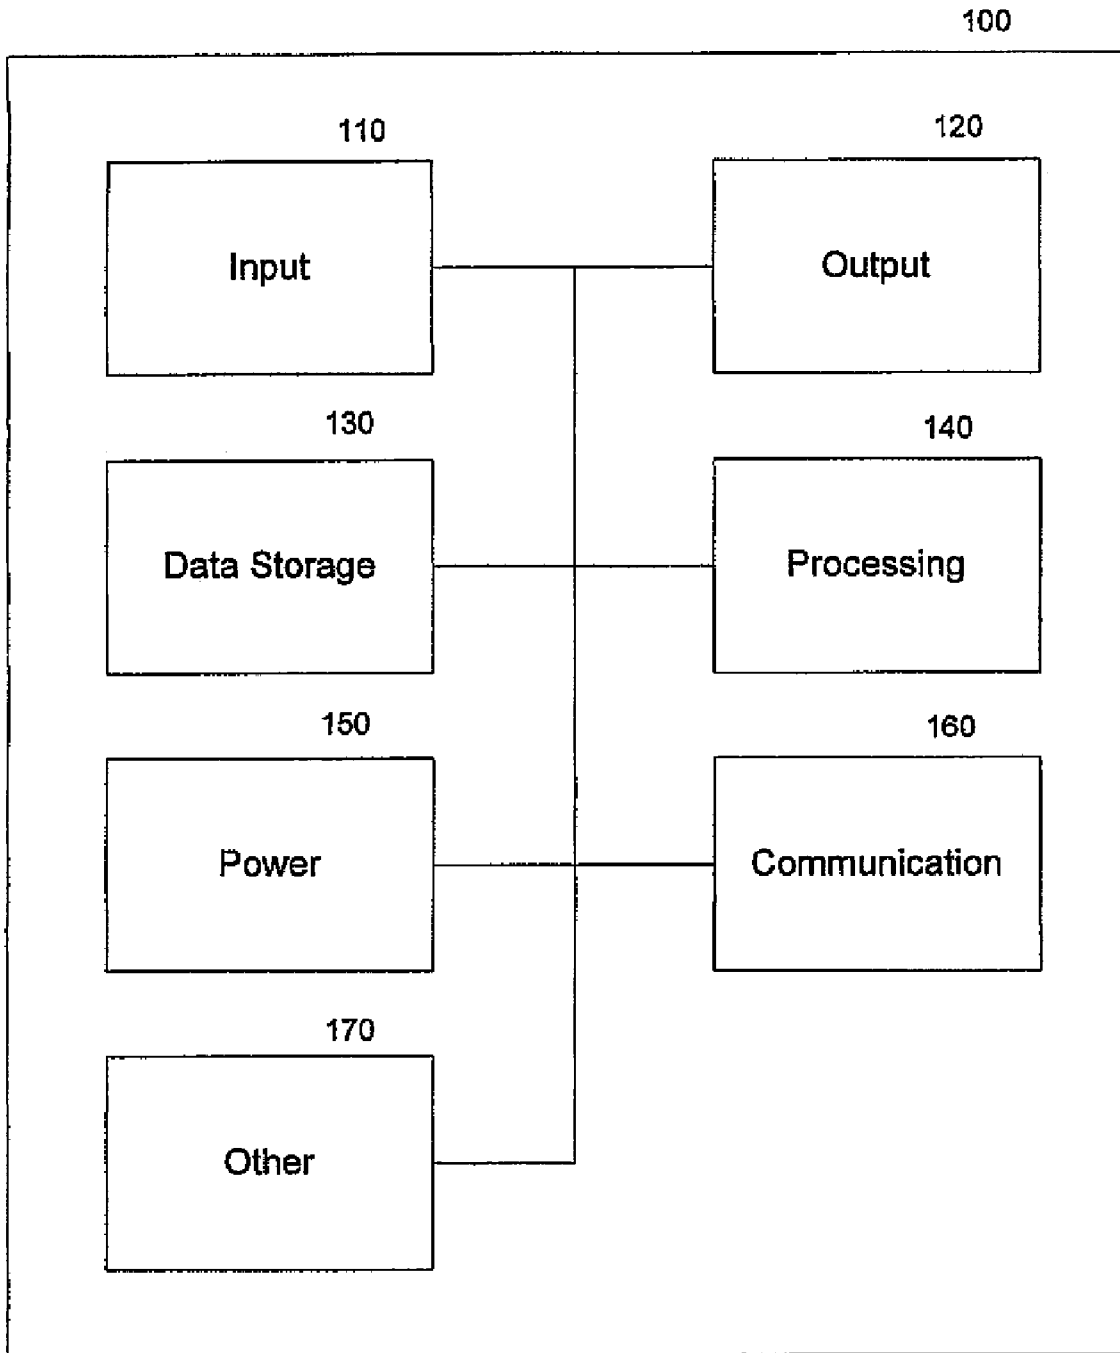 100
110
120
Input
Output
130
140
Data Storage
Processing
150
160
Power
Communication
170
Other